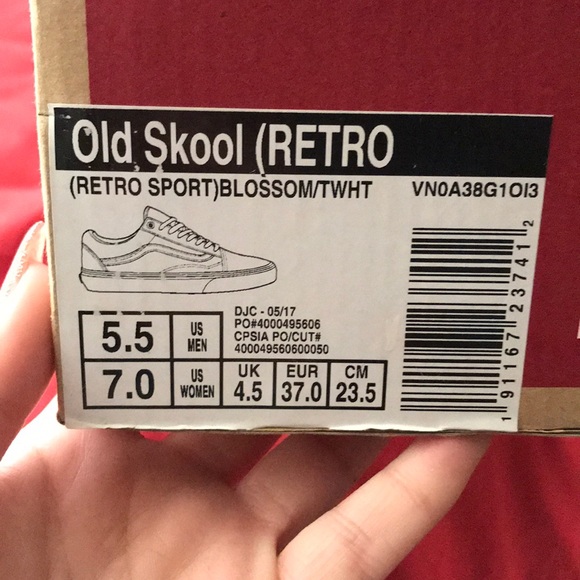 Old Skool (RETRO
(RETRO SPORT)BLOSSOM/TWHT VN0A38G1OI3
DJC - 05/17
PO#4000495606
CPSIA PO/CUT#
400049560600050
5.5 US MEN
7.0 US WOMEN UK 4.5 EUR 37.0 CM 23.5
1 91167 23741 2